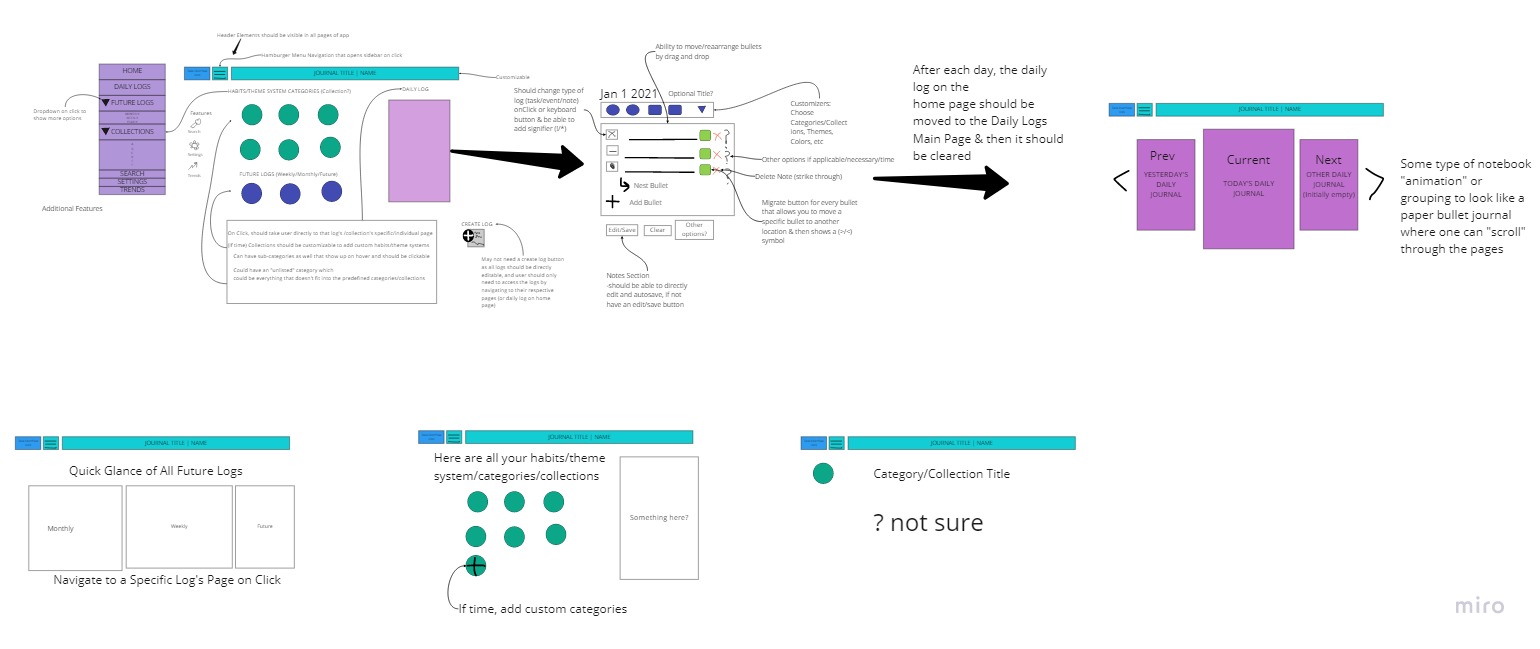 Header Elements should be visible in all pages of app
Hamburger Menu Navigation that opens sidebar on click
JOURNAL TITLE | NAME
Customizable
HOME
DAILY LOGS
FUTURE LOGS
COLLECTIONS
SEARCH
SETTINGS
TRENDS
Dropdown on click to
show more options
Additional Features
Features
Search
Settings
Trends
HABITS/THEME SYSTEM CATEGORIES (Collection?)
DAILY LOG
FUTURE LOGS (Weekly/Monthly/Future)
On Click, should take user directly to that log's/collection's specific/individual page
(If time) Collections should be customizable to add custom habits/theme systems
Can have sub-categories as well that show up on hover and should be clickable
Could have an "unlisted" category which
could be everything that doesn't fit into the predefined categories/collections
CREATE LOG
May not need a create log button
as all logs should be directly
editable, and user should only
need to access the logs by
navigating to their respective
pages (or daily log on home
page)
Should change type of
log (task/event/note)
onClick or keyboard
button & be able to
add signifier (!/*)
Ability to move/reaarrange bullets
by drag and drop
Jan 1 2021
Optional Title?
Customizers:
Choose
Categories/Collect
ions, Themes,
Colors, etc
Other options if applicable/necessary/time
Delete Note (strike through)
Nest Bullet
Add Bullet
Migrate button for every bullet
that allows you to move a
specific bullet to another
location & then shows a (>/<)
symbol
Edit/Save
Clear
Other
options?
Notes Section
-should be able to directly
edit and autosave, if not
have an edit/save button
After each day, the daily
log on the
home page should be
moved to the Daily Logs
Main Page & then it should
be cleared
JOURNAL TITLE | NAME
Prev
YESTERDAY'S
DAILY
JOURNAL
Current
TODAY'S DAILY
JOURNAL
Next
OTHER DAILY
JOURNAL
(Initially empty)
Some type of notebook
"animation" or
grouping to look like a
paper bullet journal
where one can "scroll"
through the pages
JOURNAL TITLE | NAME
Quick Glance of All Future Logs
Monthly
Weekly
Future
Navigate to a Specific Log's Page on Click
JOURNAL TITLE | NAME
Here are all your habits/theme
system/categories/collections
Something here?
If time, add custom categories
JOURNAL TITLE | NAME
Category/Collection Title
? not sure
miro